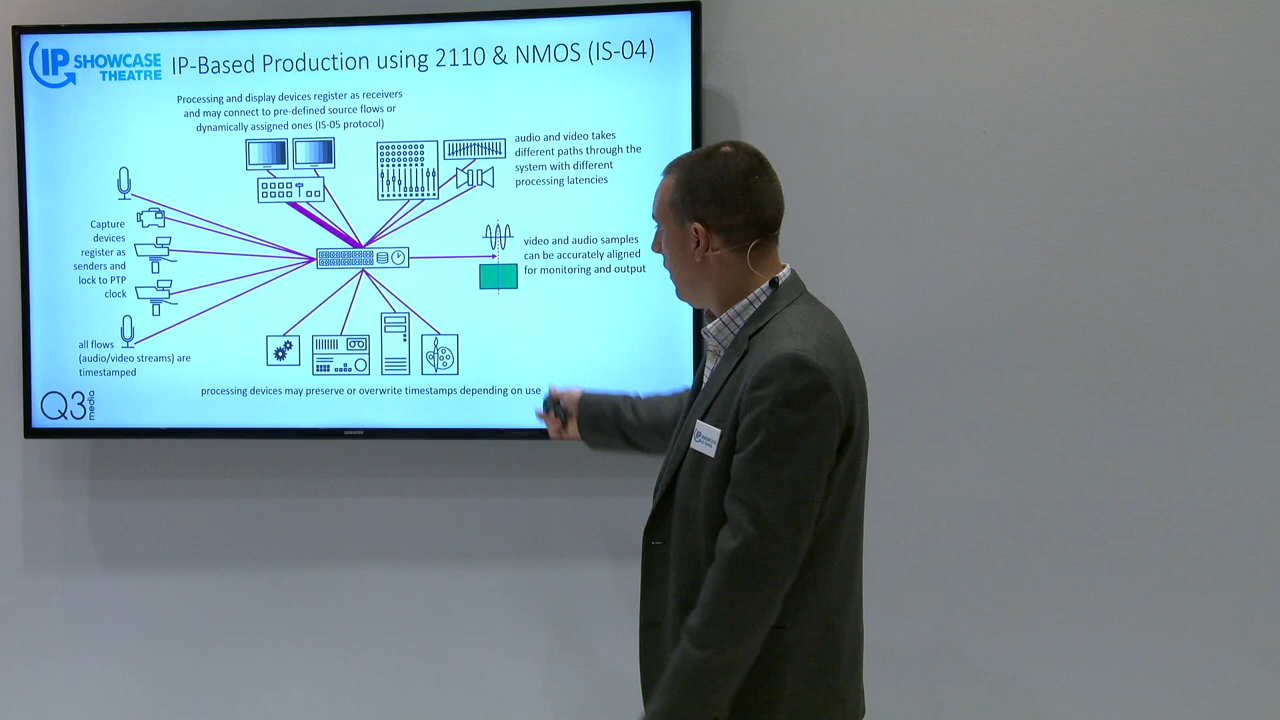 IP SHOWCASE
THEATRE
IP-Based Production using 2110 & NMOS (IS-04)
Processing and display devices register as receivers
and may connect to pre-defined source flows or
dynamically assigned ones (IS-05 protocol)
audio and video takes
different paths through the
system with different
processing latencies
Capture
devices
register as
senders and
lock to PTP
clock
video and audio samples
can be accurately aligned
for monitoring and output
all flows
(audio/video streams) are
timestamped
processing devices may preserve or overwrite timestamps depending on use
Q3
media
SAMSUNG
IP SHOWCASE